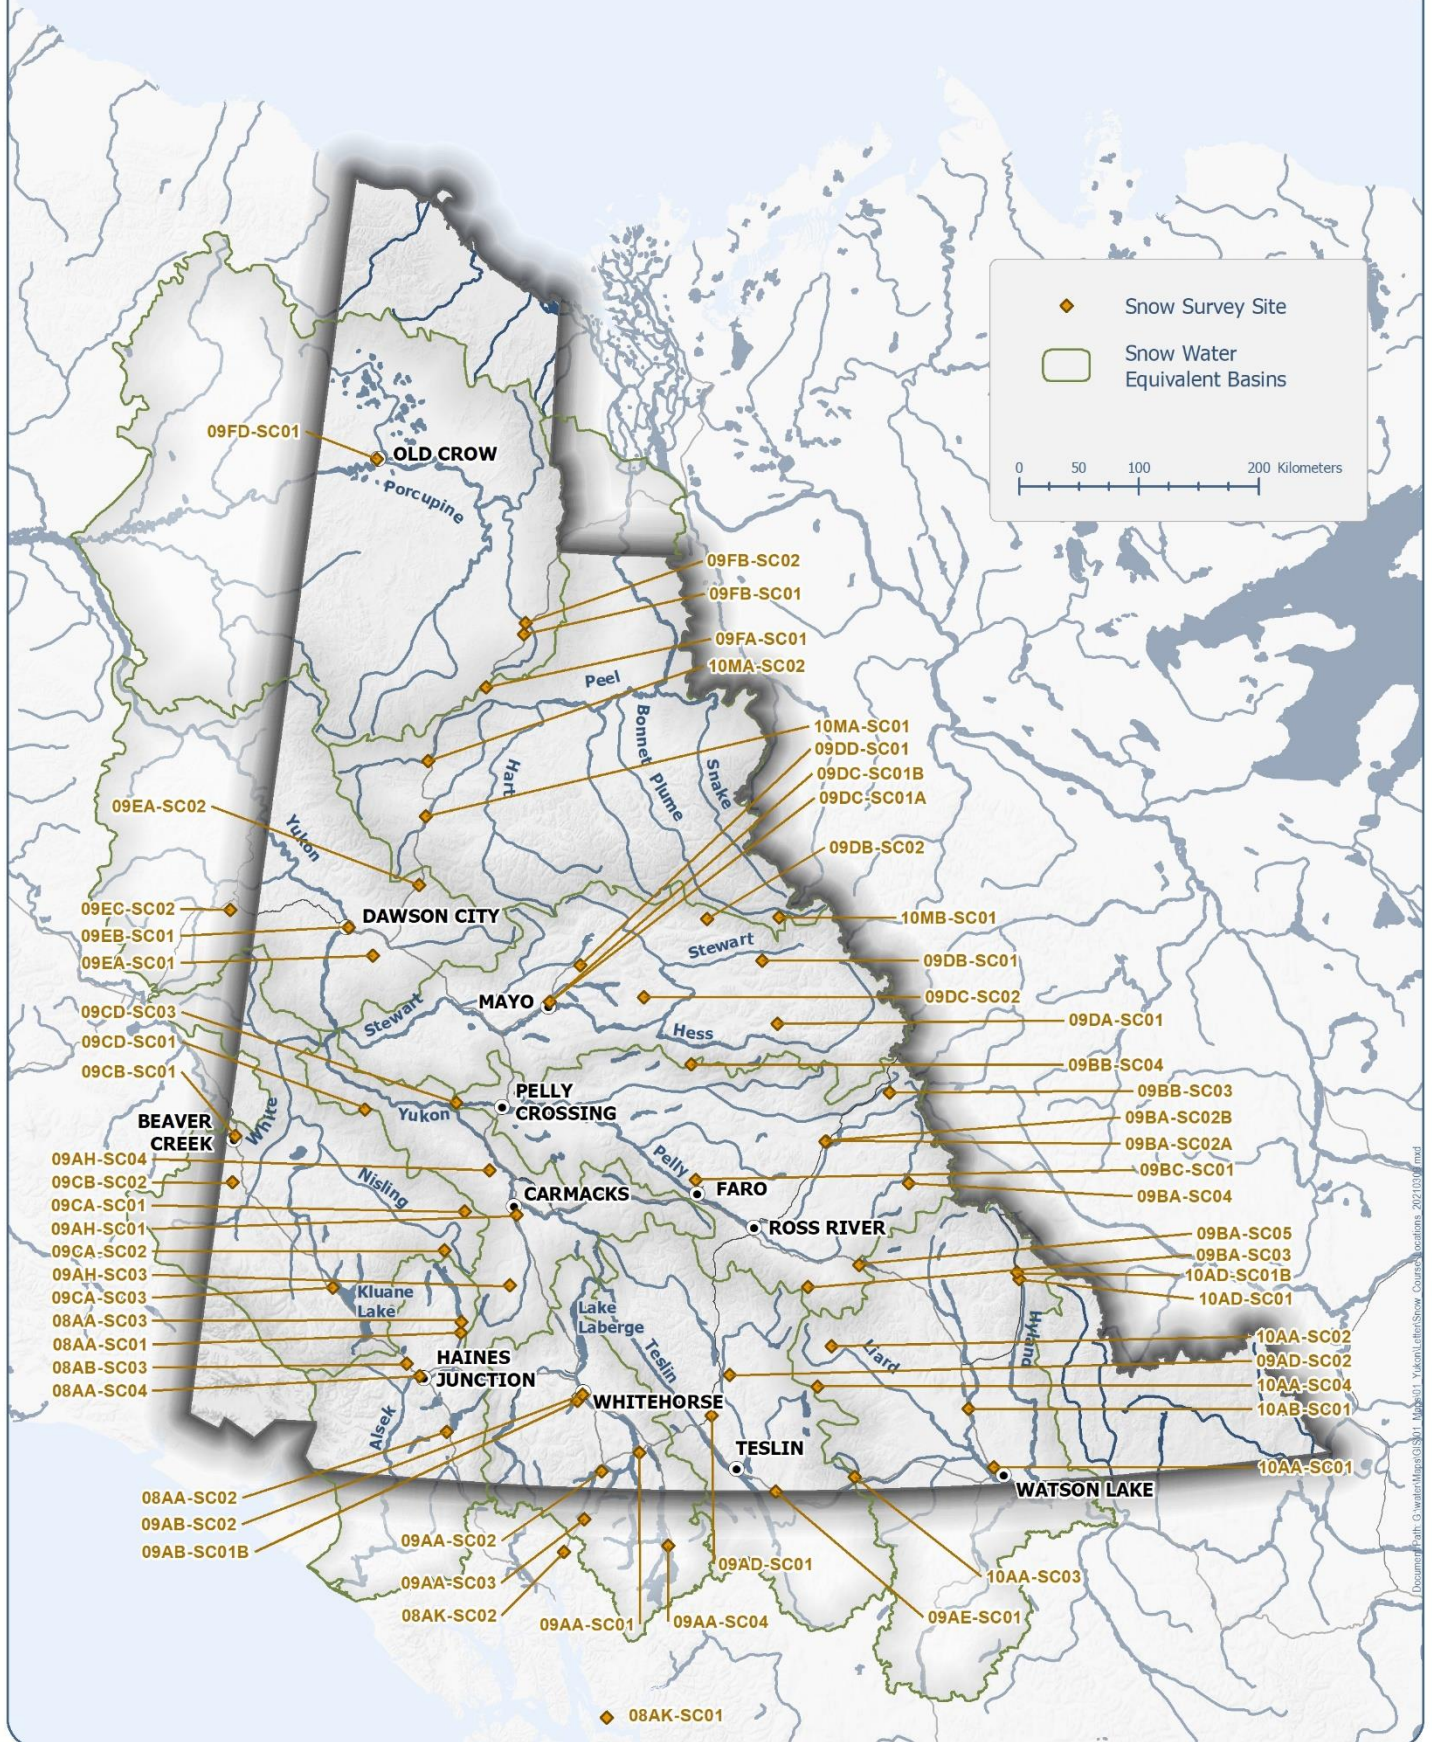 Snow Survey Site
Snow Water
Equivalent Basins
0 50 100 200 Kilometers
09FD-SC01
OLD CROW
Porcupine
09FB-SC02
09FB-SC01
09FA-SC01
10MA-SC02
Peel
10MA-SC01
09DD-SC01
09DC-SC01B
09DC-SC01A
Bonnet Plume
Snake
Hart
09EA-SC02
Yukon
09DB-SC02
09EC-SC02
DAWSON CITY
10MB-SC01
09EB-SC01
Stewart
09EA-SC01
09DB-SC01
MAYO
09DC-SC02
09CD-SC03
Stewart
09DA-SC01
Hess
09CD-SC01
09BB-SC04
09CB-SC01
PELLY
CROSSING
09BB-SC03
Yukon
09BA-SC02B
BEAVER
CREEK
White
09BA-SC02A
09AH-SC04
Pelly
09BC-SC01
09CB-SC02
Nisling
CARMACKS
FARO
09BA-SC04
09CA-SC01
09AH-SC01
ROSS RIVER
09BA-SC05
09CA-SC02
09BA-SC03
09AH-SC03
10AD-SC01B
09CA-SC03
Kluane
Lake
10AD-SC01
Lake
Laberge
08AA-SC03
08AA-SC01
Teslin
Liard
Hyland
10AA-SC02
08AB-SC03
HAINES
JUNCTION
09AD-SC02
08AA-SC04
10AA-SC04
WHITEHORSE
10AB-SC01
Alsek
TESLIN
10AA-SC01
WATSON LAKE
08AA-SC02
09AB-SC02
09AB-SC01B
09AA-SC02
09AD-SC01
10AA-SC03
09AA-SC03
08AK-SC02
09AA-SC01
09AA-SC04
09AE-SC01
08AK-SC01